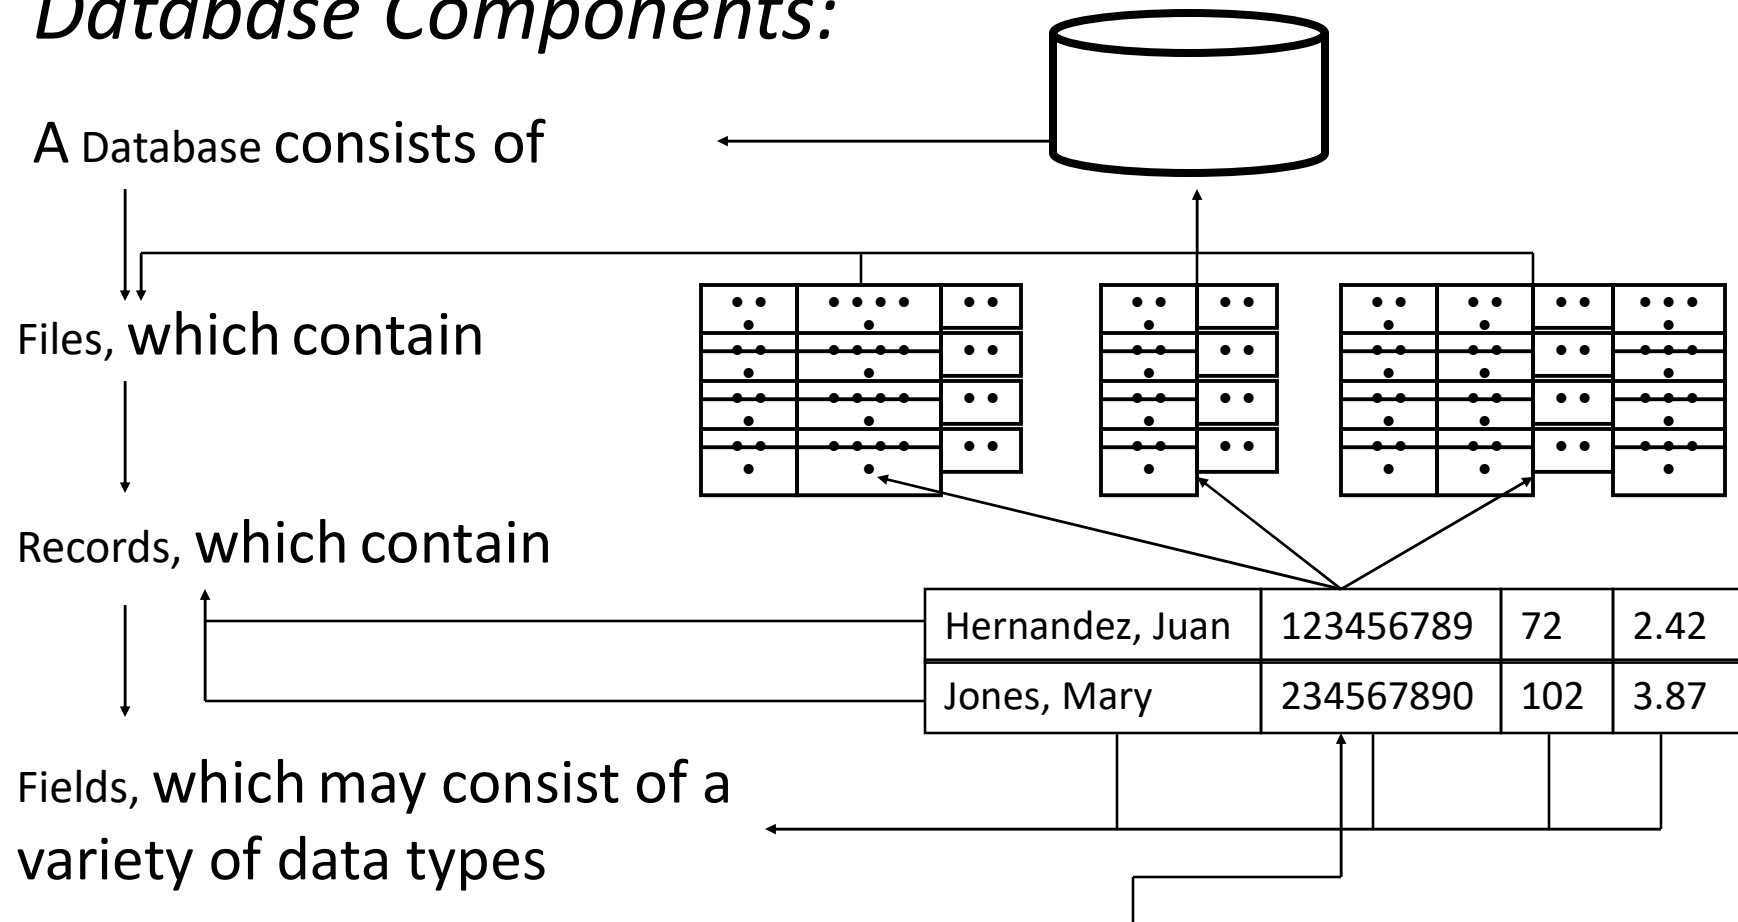 Database Components:
A Database consists of
Files, which contain
Records, which contain
Hernandez, Juan 123456789 72 2.42
Jones, Mary 234567890 102 3.87
Fields, which may consist of a
variety of data types